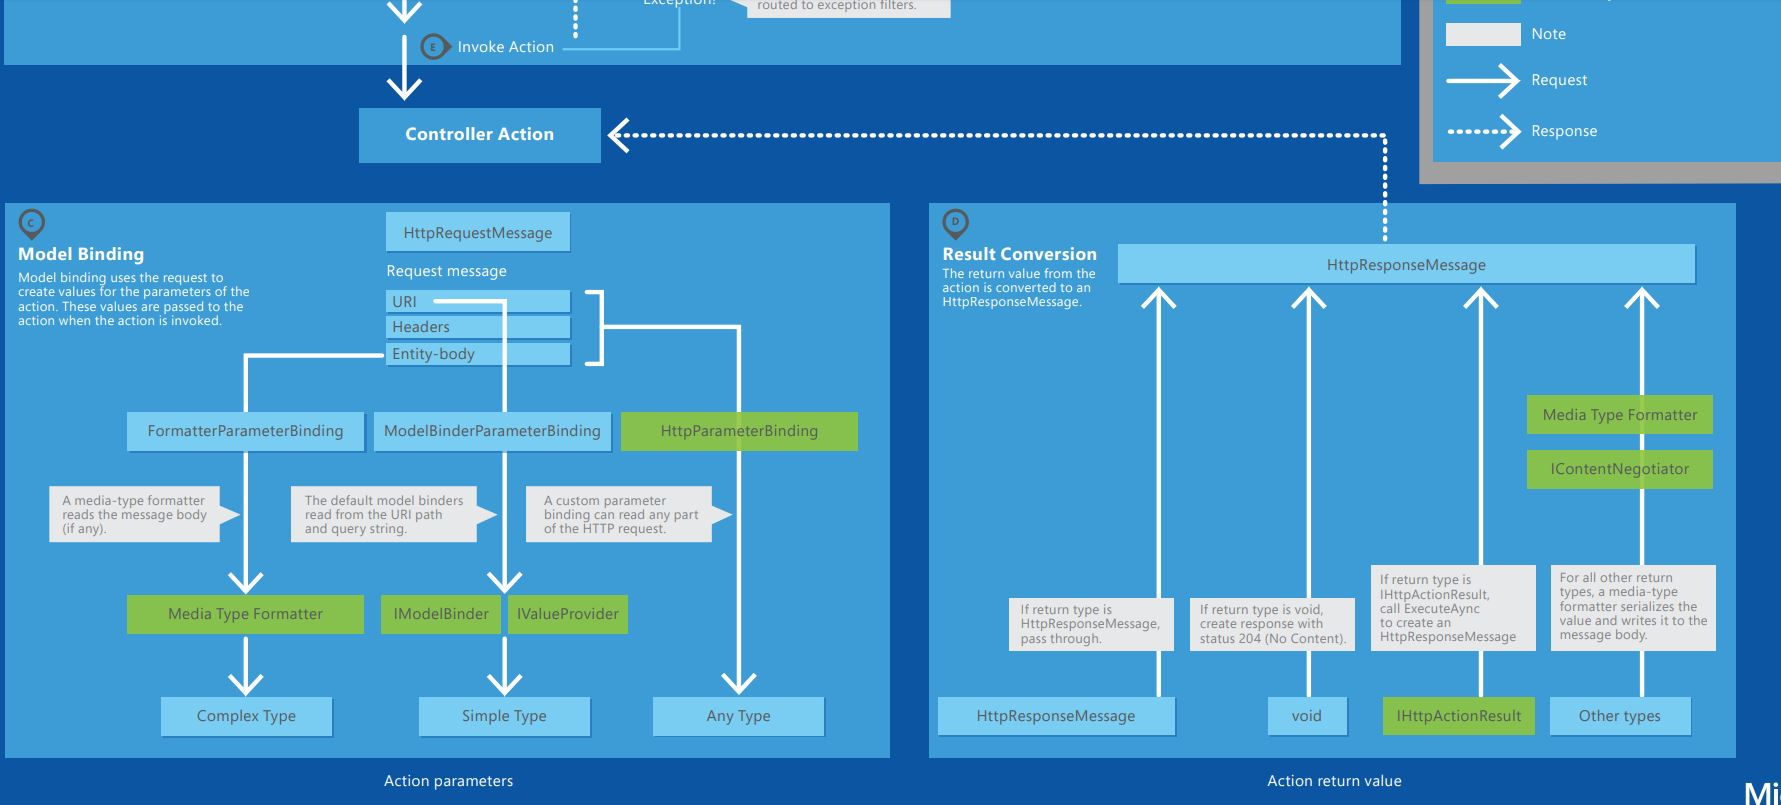 Exception?
routed to exception filters.
E
Invoke Action
Note
Request
Response
Controller Action
C
Model Binding
Model binding uses the request to
create values for the parameters of the
action. These values are passed to the
action when the action is invoked.
HttpRequestMessage
Request message
URI
Headers
Entity-body
FormatterParameterBinding
ModelBinderParameterBinding
HttpParameterBinding
A media-type formatter
reads the message body
(if any).
The default model binders
read from the URI path
and query string.
A custom parameter
binding can read any part
of the HTTP request.
Media Type Formatter
IModelBinder
IValueProvider
Complex Type
Simple Type
Any Type
Action parameters
D
Result Conversion
The return value from the
action is converted to an
HttpResponseMessage.
HttpResponseMessage
Media Type Formatter
IContentNegotiator
If return type is
HttpResponseMessage,
pass through.
If return type is void,
create response with
status 204 (No Content).
If return type is
IHttpActionResult,
call ExecuteAync
to create an
HttpResponseMessage
For all other return
types, a media-type
formatter serializes the
value and writes it to the
message body.
HttpResponseMessage
void
IHttpActionResult
Other types
Action return value